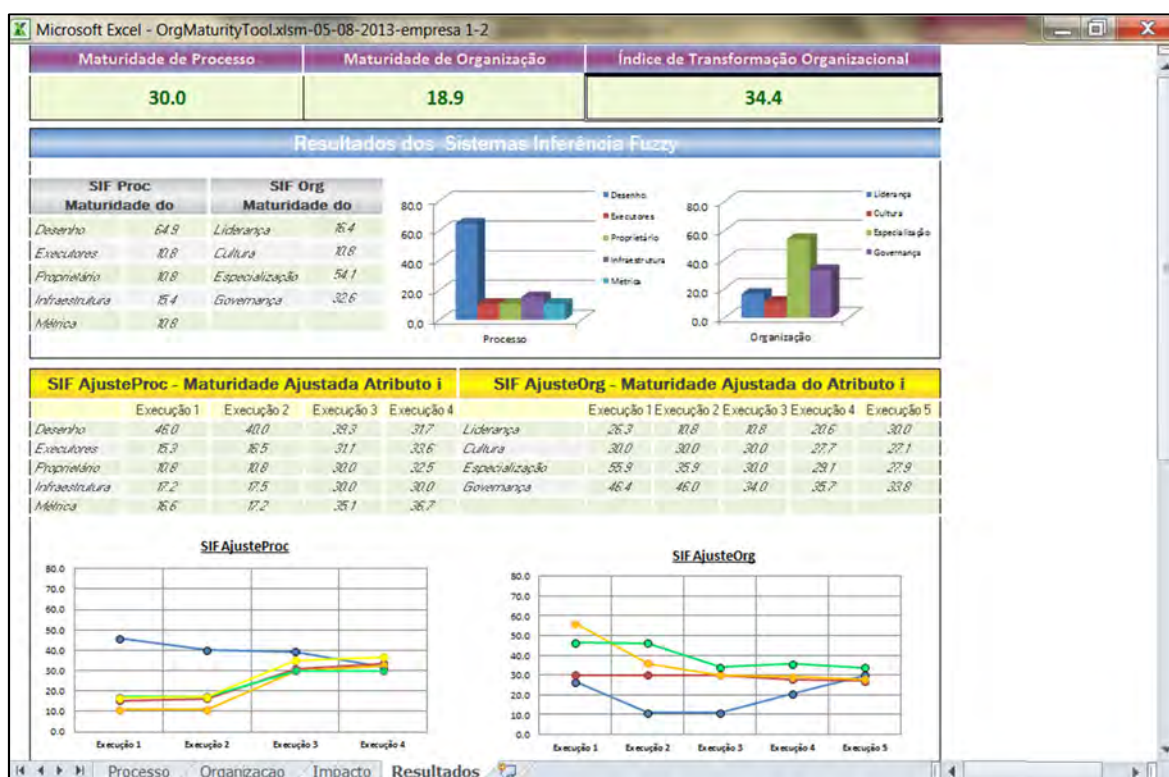 Microsoft Excel - OrgMaturityTool.xlsm-05-08-2013-empresa 1-2
Maturidade de Processo Maturidade de Organização Índice de Transformação Organizacional
30.0 18.9 34.4
Resultados dos Sistemas Inferência Fuzzy
SIF Proc SIF Org
Maturidade do Maturidade do
Desenho 64.9 Liderança 16.4
Executores 10.8 Cultura 10.8
Proprietário 10.8 Especialização 54.1
Infraestrutura 15.4 Governança 32.6
Métrica 10.8
80.0
60.0
40.0
20.0
0.0
Processo
Desenho
Executores
Proprietário
Infraestrutura
Métrica
80.0
60.0
40.0
20.0
0.0
Organização
Liderança
Cultura
Especialização
Governança
SIF AjusteProc - Maturidade Ajustada Atributo i SIF AjusteOrg - Maturidade Ajustada do Atributo i
Execução 1 Execução 2 Execução 3 Execução 4 Execução 1 Execução 2 Execução 3 Execução 4 Execução 5
Desenho 46.0 40.0 39.3 31.7 Liderança 26.3 10.8 10.8 20.6 30.0
Executores 15.3 16.5 31.1 33.6 Cultura 30.0 30.0 30.0 27.7 27.1
Proprietário 10.8 10.8 30.0 32.5 Especialização 55.9 35.9 30.0 29.1 27.9
Infraestrutura 17.2 17.5 30.0 30.0 Governança 46.4 46.0 34.0 35.7 33.8
Métrica 16.6 17.2 35.1 36.7
SIF AjusteProc
80.0
70.0
60.0
50.0
40.0
30.0
20.0
10.0
0.0
Execução 1 Execução 2 Execução 3 Execução 4
SIF AjusteOrg
80.0
70.0
60.0
50.0
40.0
30.0
20.0
10.0
0.0
Execução 1 Execução 2 Execução 3 Execução 4 Execução 5
Processo Organizacao Impacto Resultados